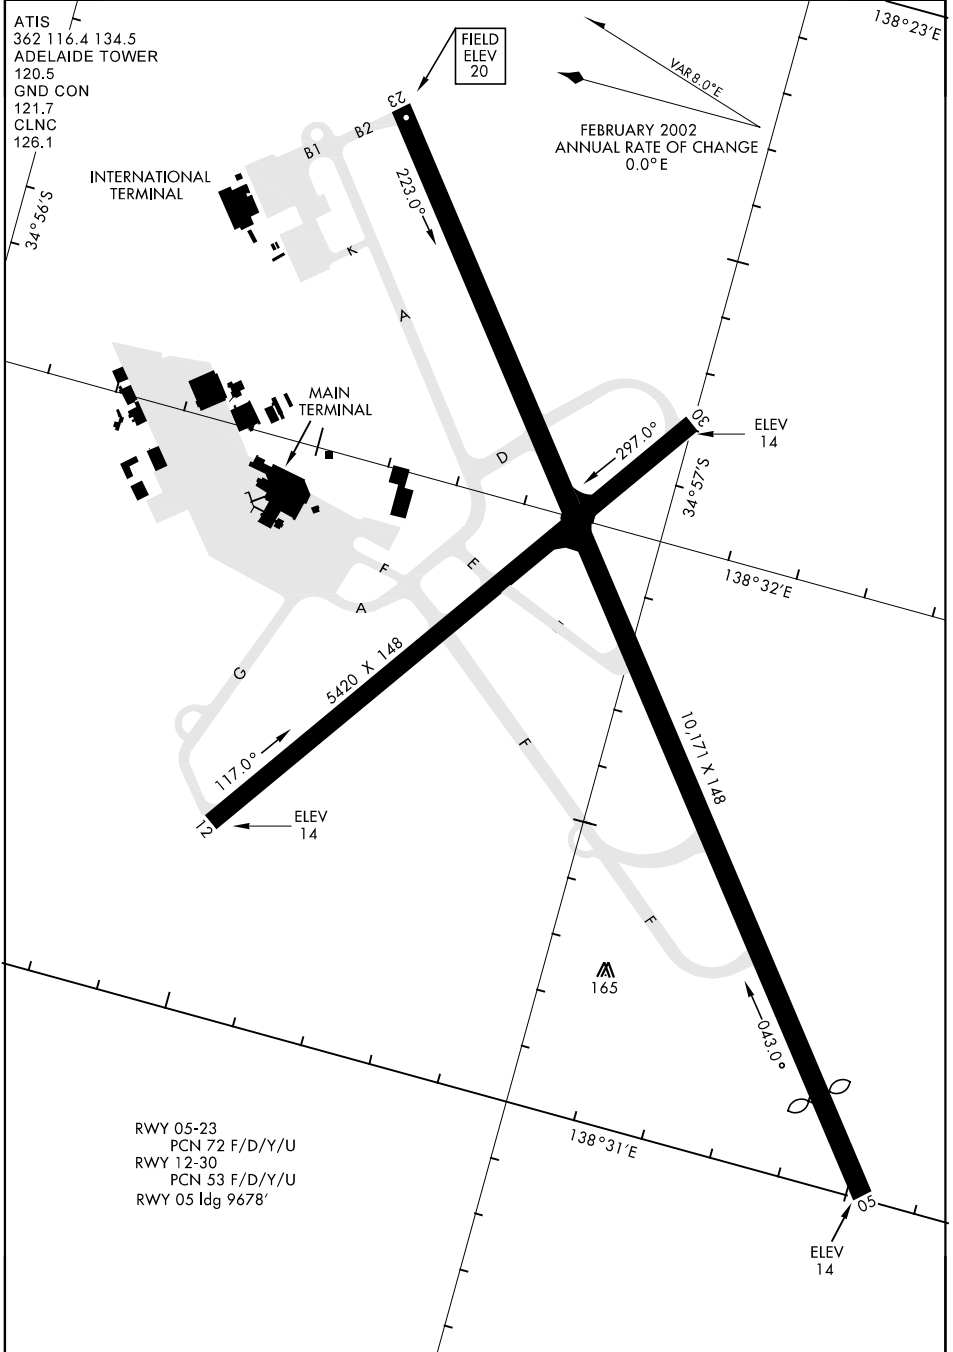 ATIS
362 116.4 134.5
ADELAIDE TOWER
120.5
GND CON
121.7
CLNC
126.1
FIELD
ELEV
20
138°23'E
VAR 8.0°E
FEBRUARY 2002
ANNUAL RATE OF CHANGE
0.0°E
23
B2
B1
INTERNATIONAL
TERMINAL
34°56'S
223.0°
K
A
MAIN
TERMINAL
30
ELEV
14
297.0°
D
34°57'S
138°32'E
E
F
A
5420 X 148
G
10,171 X 148
F
117.0°
12
ELEV
14
F
165
043.0°
138°31'E
RWY 05-23
PCN 72 F/D/Y/U
RWY 12-30
PCN 53 F/D/Y/U
RWY 05 ldg 9678'
05
ELEV
14